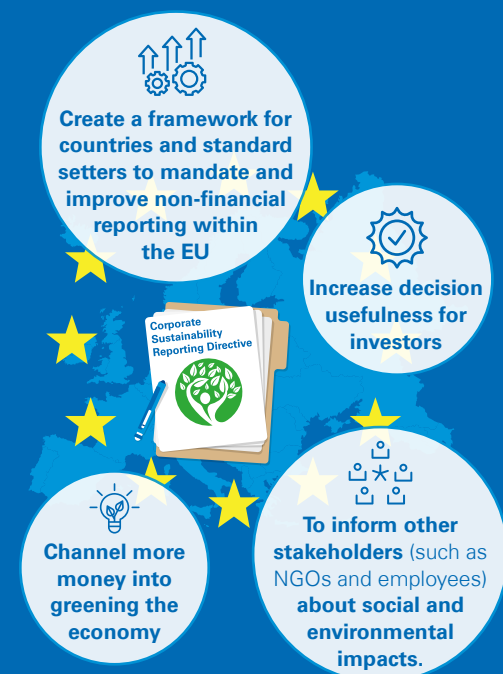 Create a framework for
countries and standard
setters to mandate and
improve non-financial
reporting within
the EU
Increase decision
usefulness for
investors
Corporate
Sustainability
Reporting Directive
Channel more
money into
greening the
economy
To inform other
stakeholders (such as
NGOs and employees)
about social and
environmental
impacts.